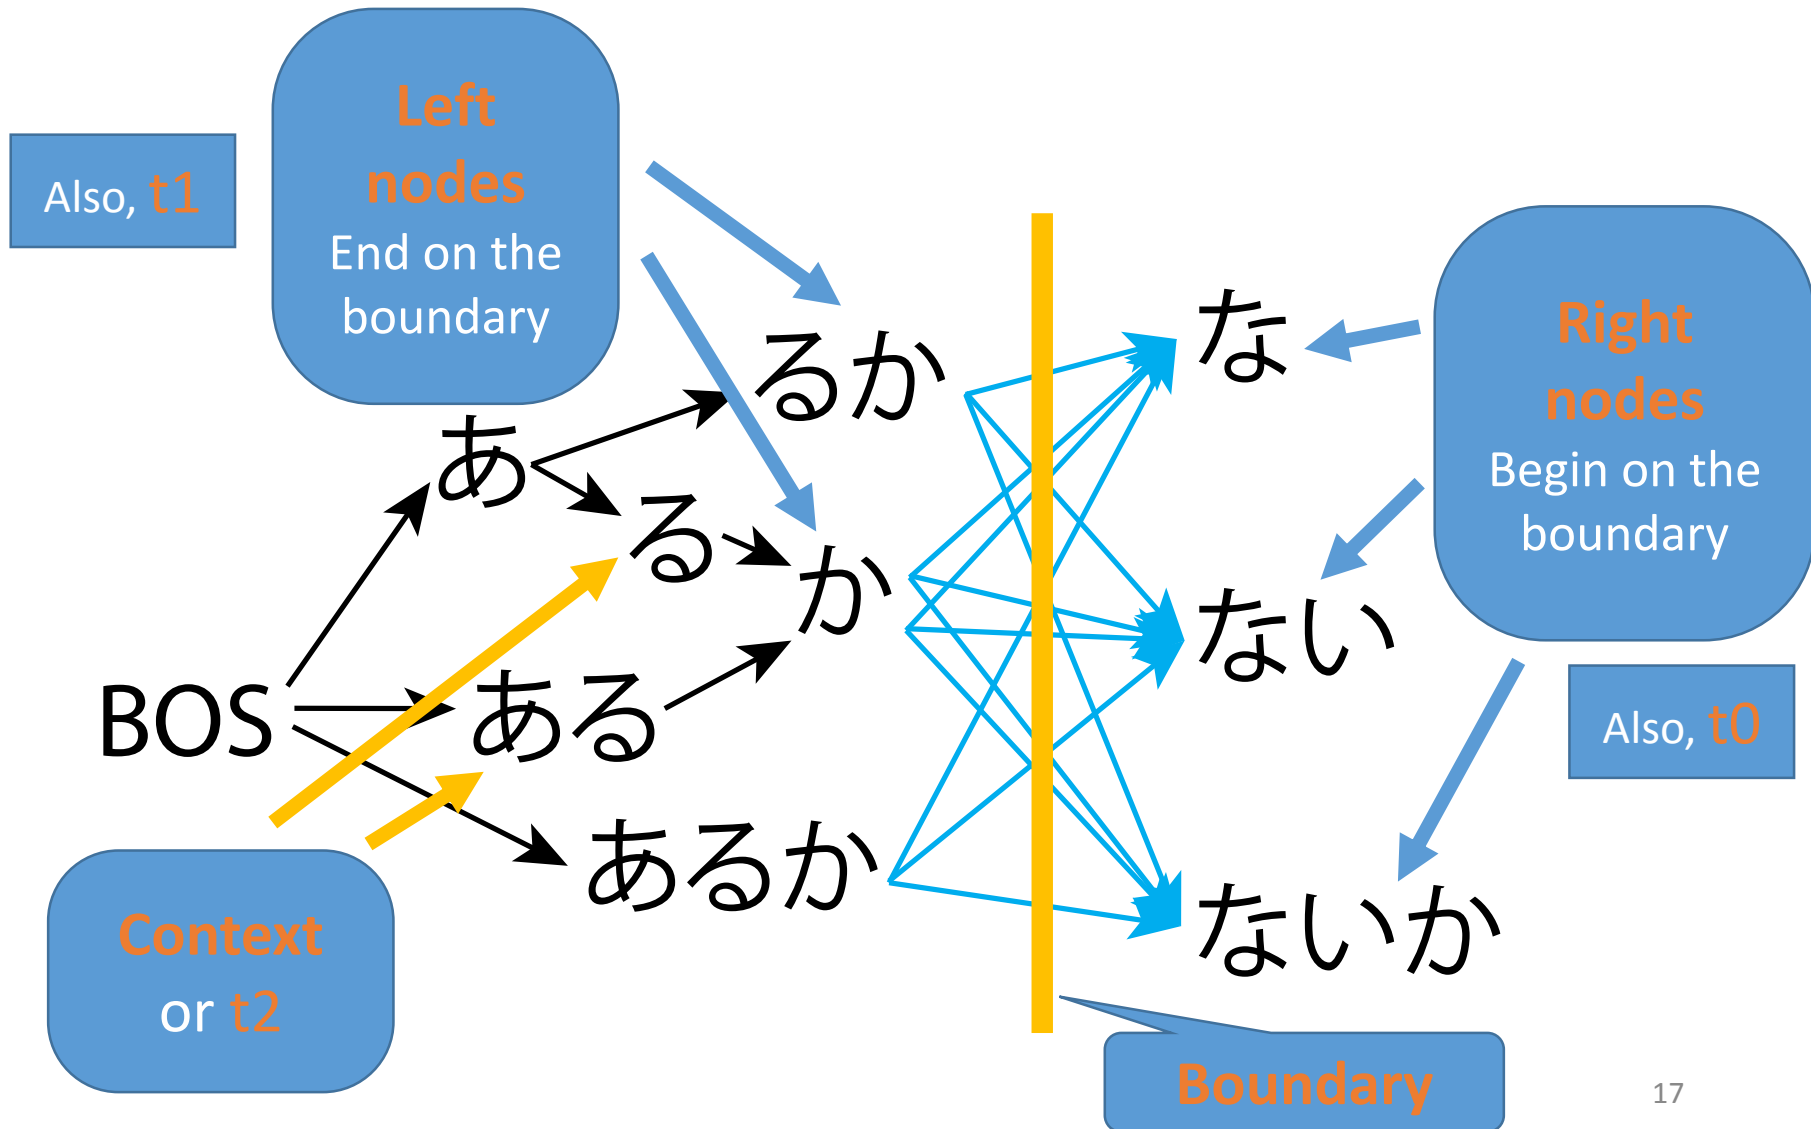 Left
nodes
End on the
boundary
Also, t1
るか
な
Right
nodes
Begin on the
boundary
あ
る
か
ない
BOS
ある
Also, t0
あるか
ないか
Context
or t2
Boundary
17